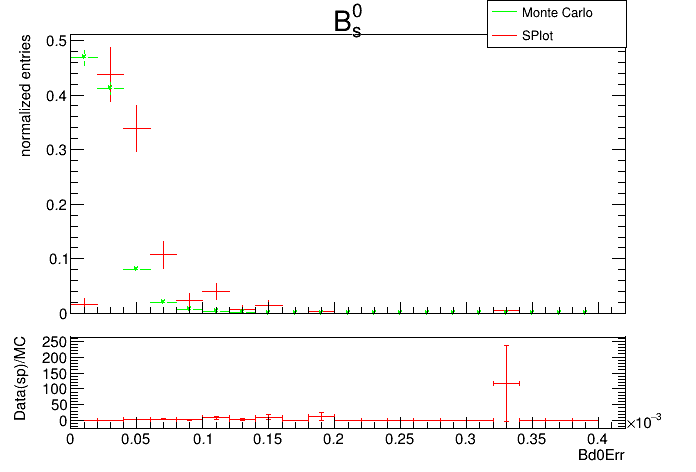 B_s^0
Monte Carlo
SPlot
normalized entries
0.5
0.4
0.3
0.2
0.1
0
Data(sp)/MC
250
200
150
100
50
0
0 0.05 0.1 0.15 0.2 0.25 0.3 0.35 0.4
×10⁻³
Bd0Err